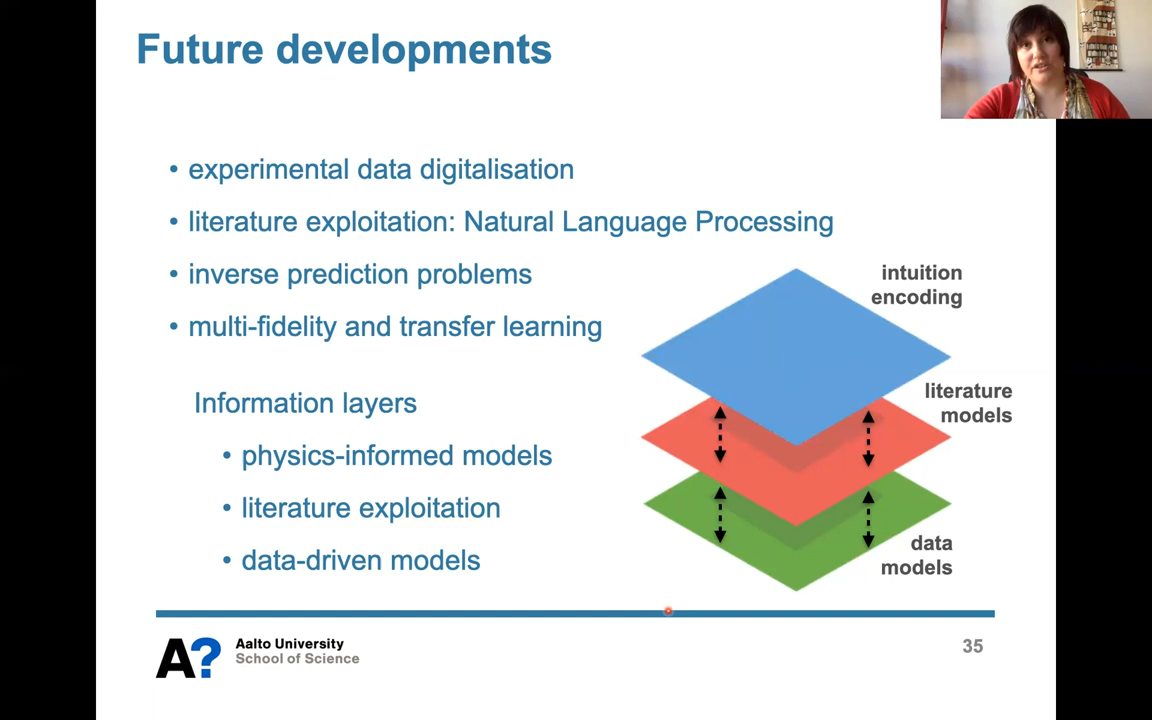 Future developments
• experimental data digitalisation
• literature exploitation: Natural Language Processing
• inverse prediction problems
• multi-fidelity and transfer learning
Information layers
• physics-informed models
• literature exploitation
• data-driven models
intuition
encoding
literature
models
data
models
A?
Aalto University
School of Science
35